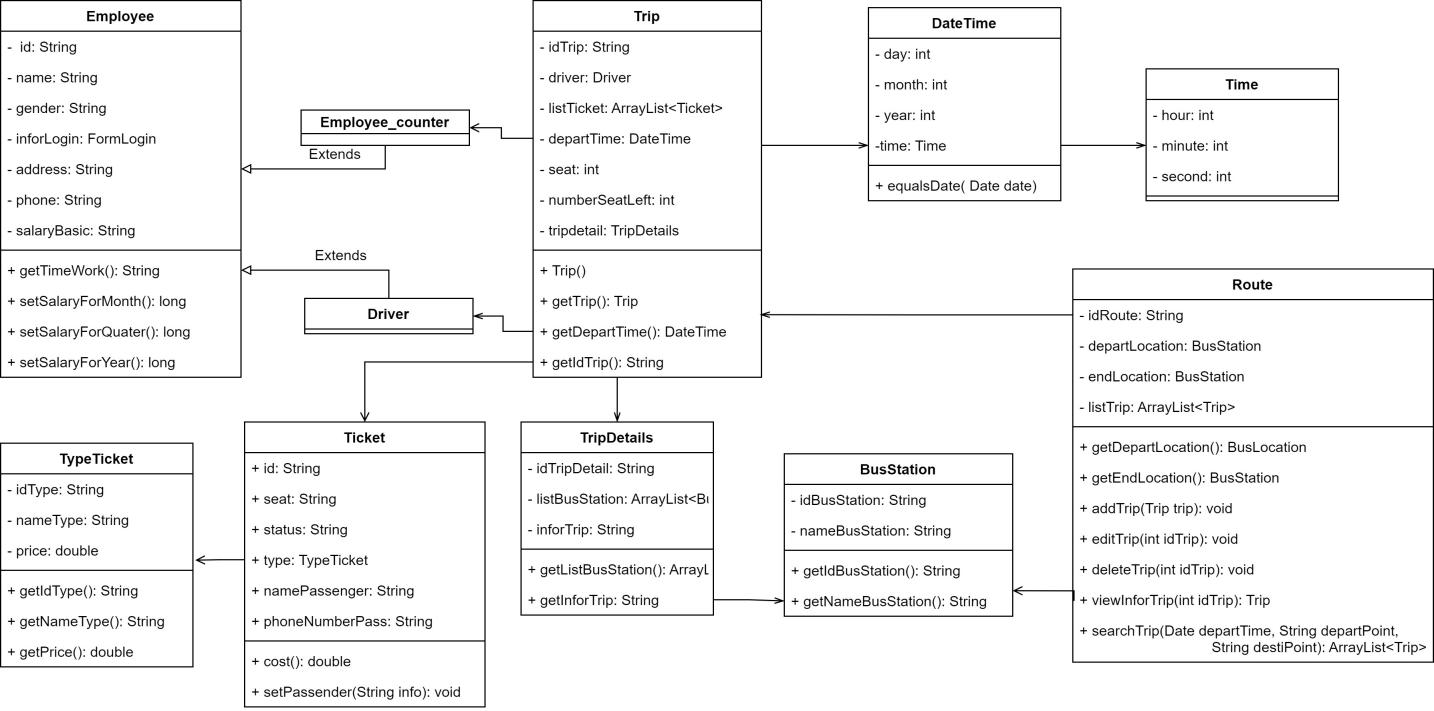 Employee
-  id: String
- name: String
- gender: String
- inforLogin: FormLogin
- address: String
- phone: String
- salaryBasic: String
+ getTimeWork(): String
+ setSalaryForMonth(): long
+ setSalaryForQuater(): long
+ setSalaryForYear(): long
Employee_counter
Extends
Extends
Driver
Trip
- idTrip: String
- driver: Driver
- listTicket: ArrayList<Ticket>
- departTime: DateTime
- seat: int
- numberSeatLeft: int
- tripdetail: TripDetails
+ Trip()
+ getTrip(): Trip
+ getDepartTime(): DateTime
+ getIdTrip(): String
DateTime
- day: int
- month: int
- year: int
-time: Time
+ equalsDate( Date date)
Time
- hour: int
- minute: int
- second: int
Route
- idRoute: String
- departLocation: BusStation
- endLocation: BusStation
- listTrip: ArrayList<Trip>
+ getDepartLocation(): BusLocation
+ getEndLocation(): BusStation
+ addTrip(Trip trip): void
+ editTrip(int idTrip): void
+ deleteTrip(int idTrip): void
+ viewInforTrip(int idTrip): Trip
+ searchTrip(Date departTime, String departPoint,
String destiPoint): ArrayList<Trip>
TypeTicket
- idType: String
- nameType: String
- price: double
+ getIdType(): String
+ getNameType(): String
+ getPrice(): double
Ticket
+ id: String
+ seat: String
+ status: String
+ type: TypeTicket
+ namePassenger: String
+ phoneNumberPass: String
+ cost(): double
+ setPassender(String info): void
TripDetails
- idTripDetail: String
- listBusStation: ArrayList<Bu
- inforTrip: String
+ getListBusStation(): ArrayL
+ getInforTrip: String
BusStation
- idBusStation: String
- nameBusStation: String
+ getIdBusStation(): String
+ getNameBusStation(): String